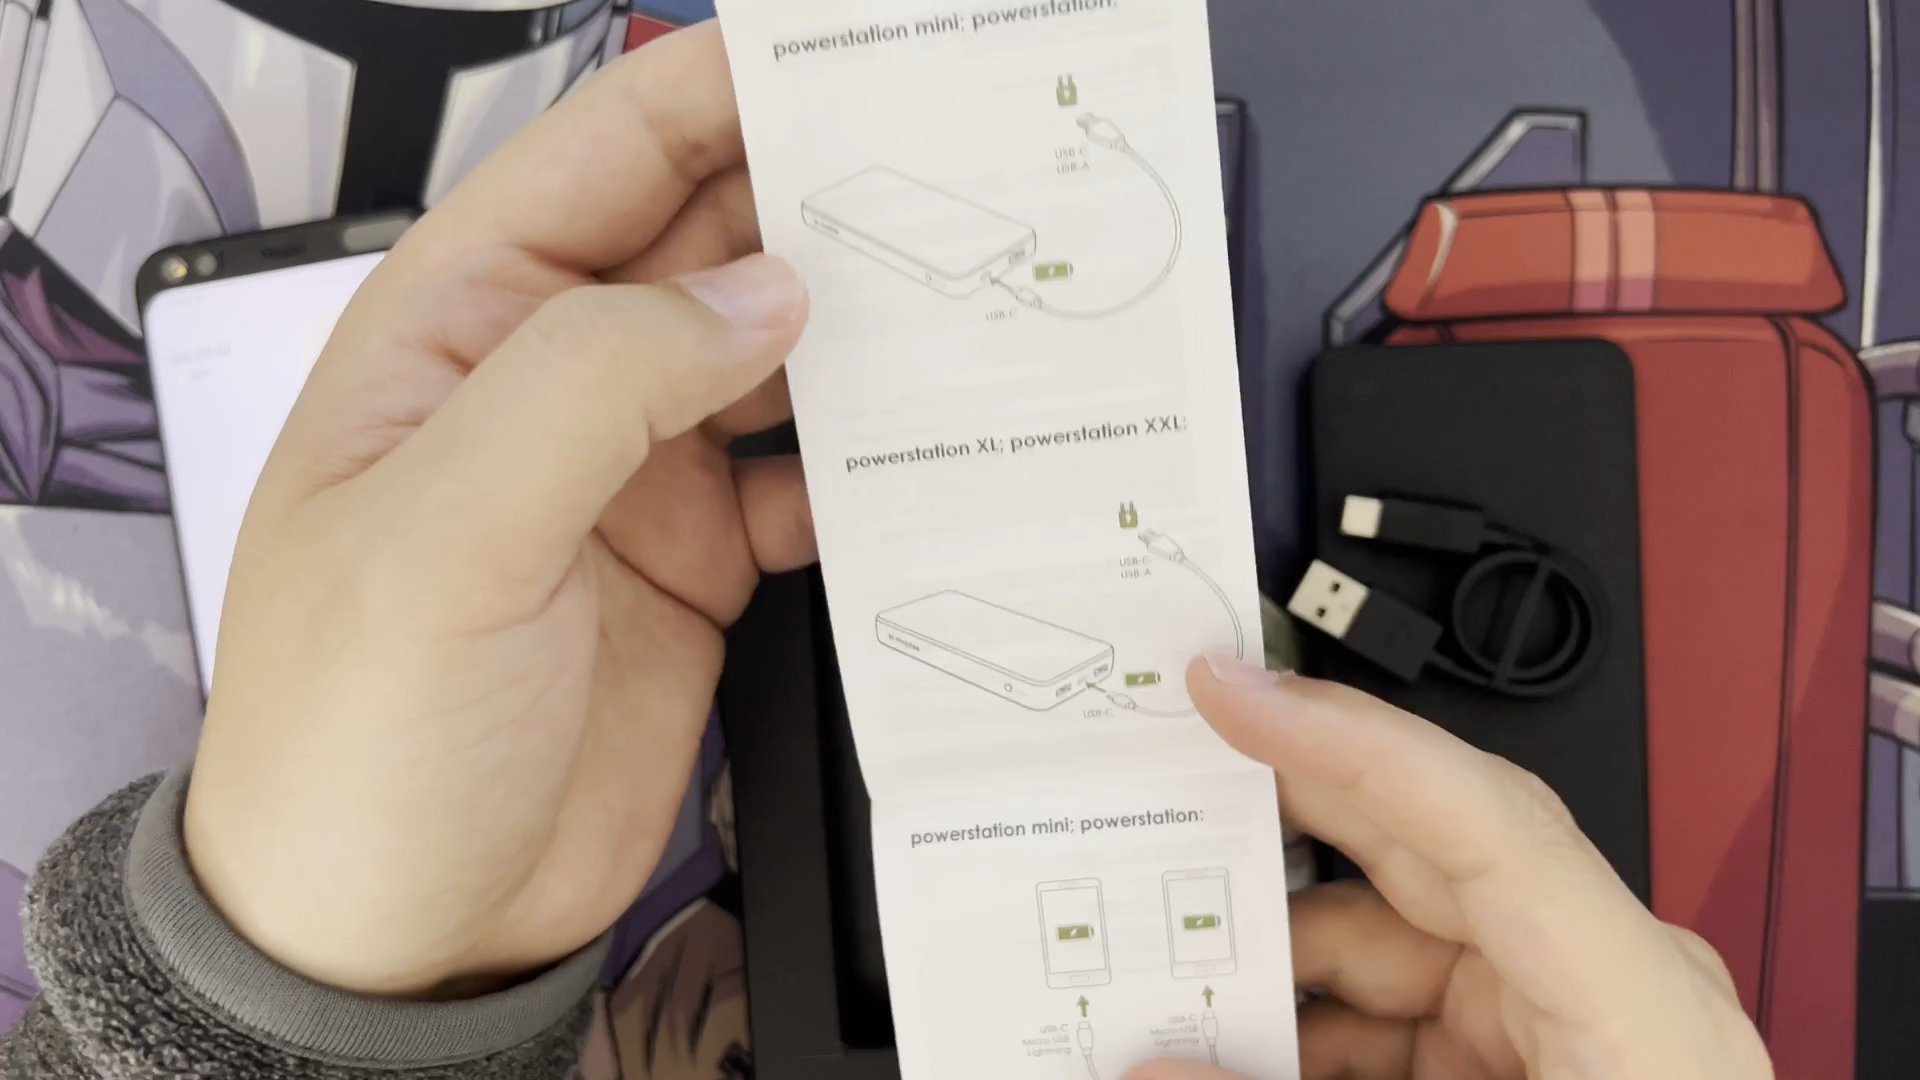 powerstation mini; powerstation:
USB-C
USB-A
USB-C
powerstation XL; powerstation XXL:
USB-C
USB-A
USB-C
powerstation mini; powerstation:
USB-C
Micro-USB
Lightning
USB-C
Micro-USB
Lightning